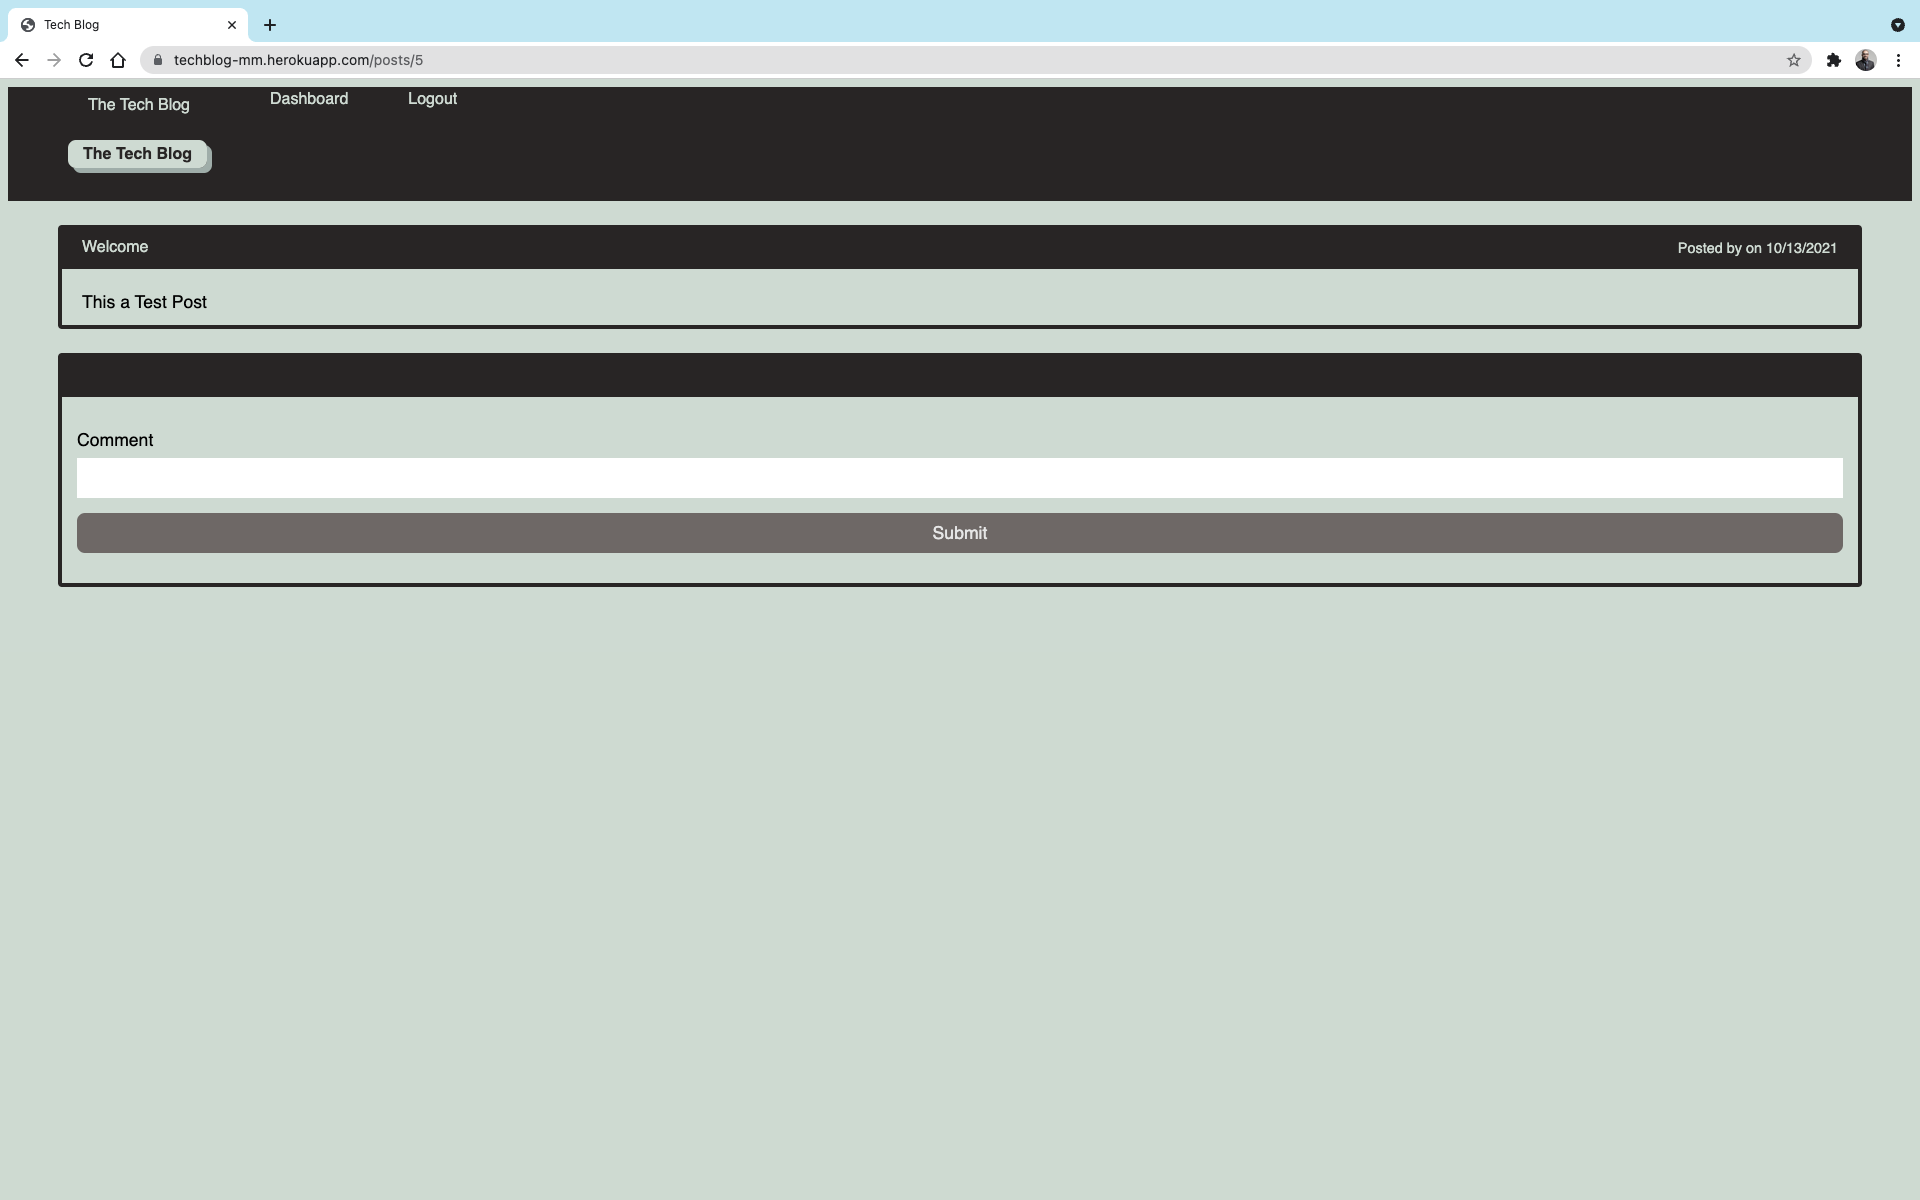 Tech Blog
techblog-mm.herokuapp.com/posts/5
The Tech Blog Dashboard Logout
The Tech Blog
Welcome Posted by on 10/13/2021
This a Test Post
Comment
Submit